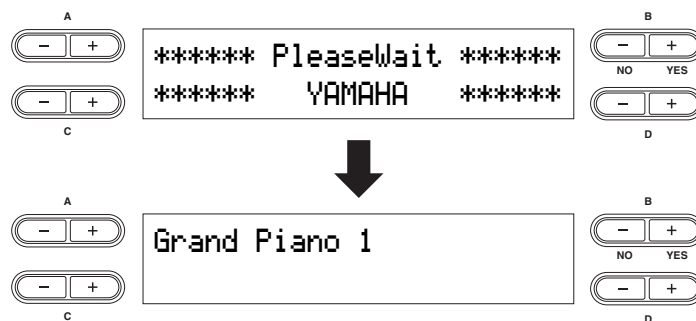 A B
- + ****** PleaseWait ****** - +
NO YES
- + ****** YAMAHA ****** - +
C D
A B
- + Grand Piano 1 - +
NO YES
- + - +
C D